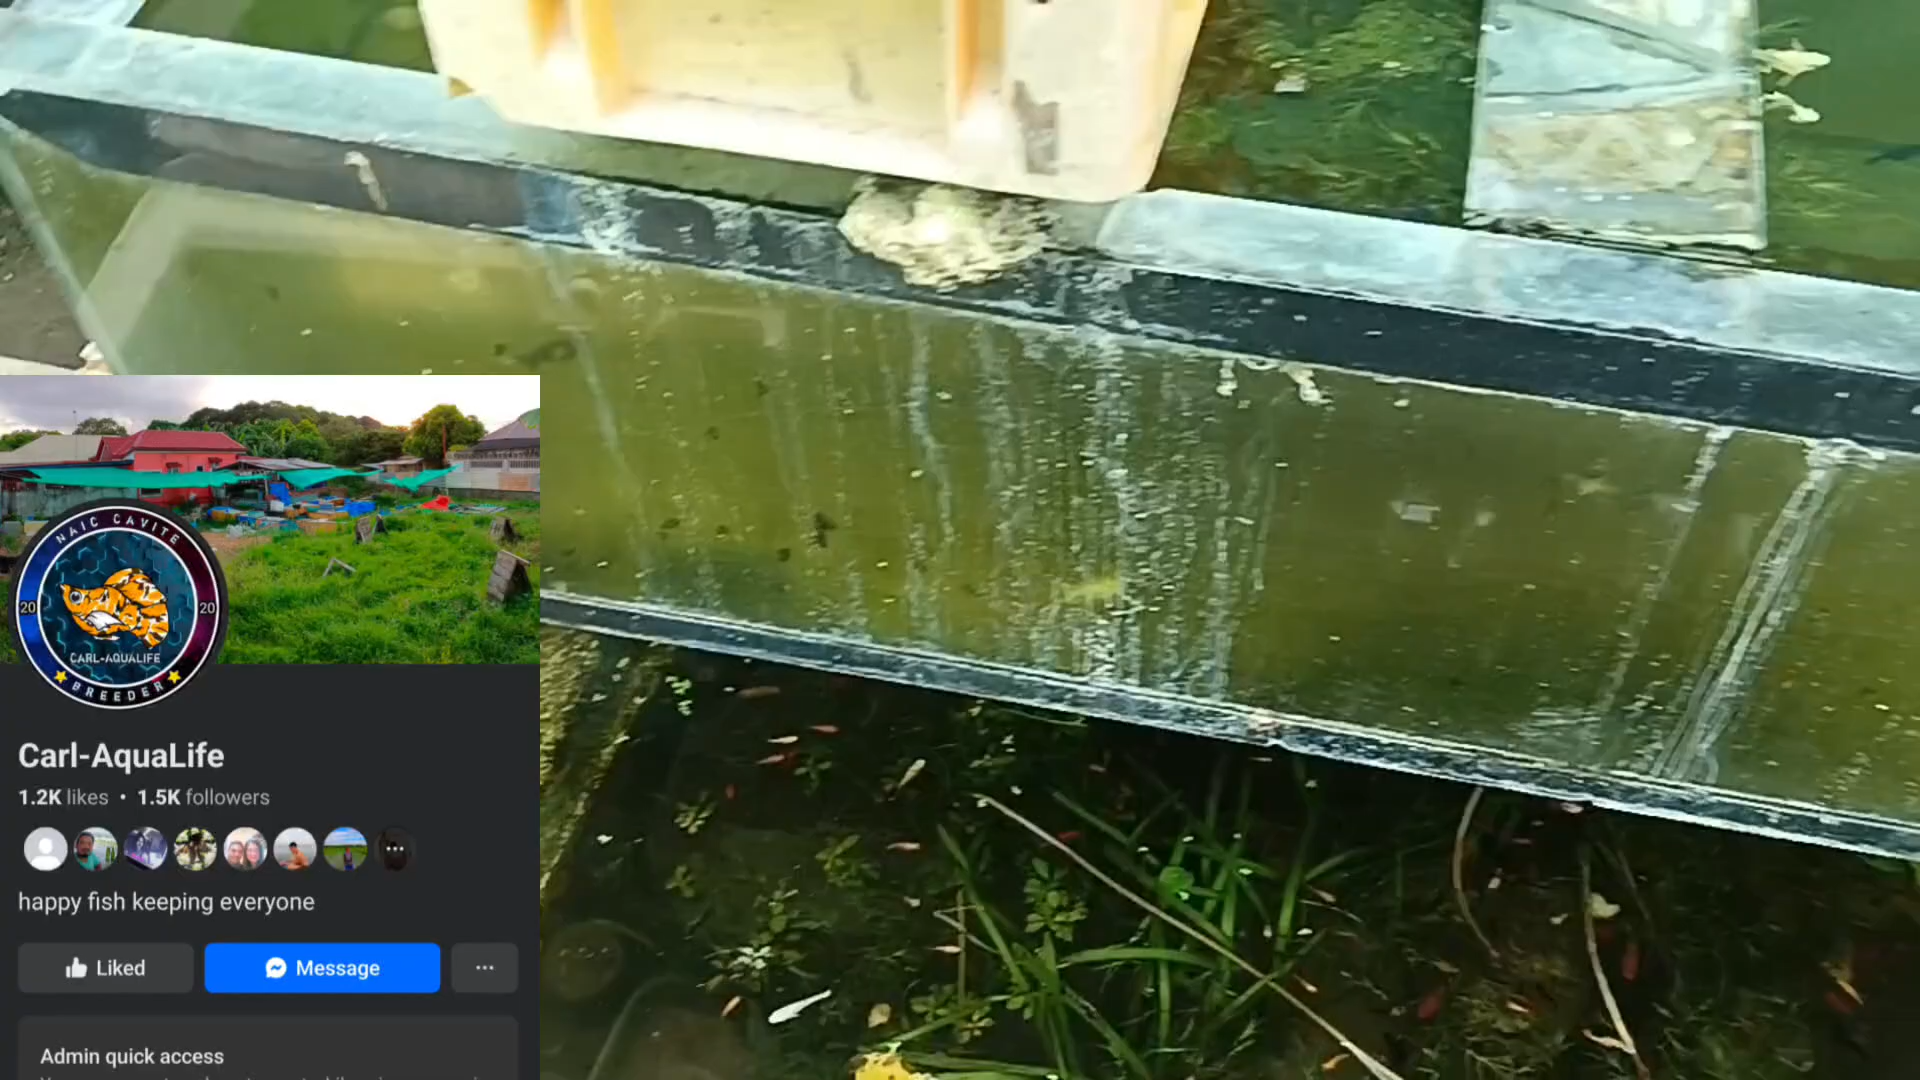 NAIC CAVITE
20 20
CARL-AQUALIFE
BREEDER
Carl-AquaLife
1.2K likes • 1.5K followers
happy fish keeping everyone
Liked
Message
Admin quick access